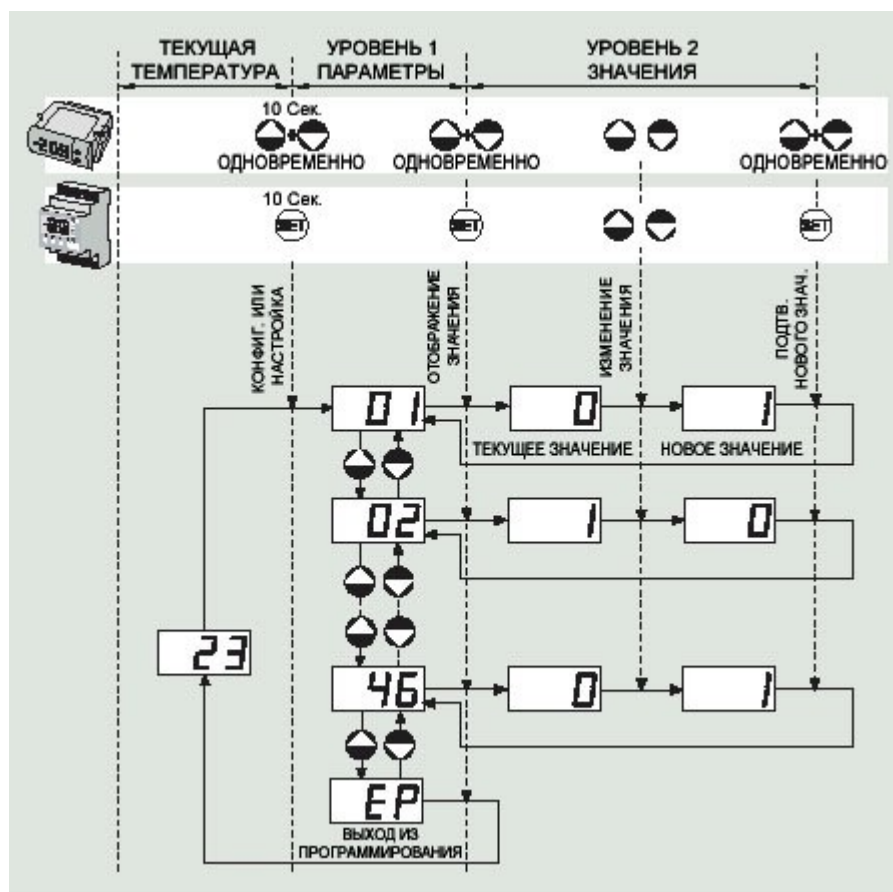 ТЕКУЩАЯ
ТЕМПЕРАТУРА
УРОВЕНЬ 1
ПАРАМЕТРЫ
УРОВЕНЬ 2
ЗНАЧЕНИЯ
10 Сек.
ОДНОВРЕМЕННО
ОДНОВРЕМЕННО
ОДНОВРЕМЕННО
10 Сек.
SET
SET
SET
КОНФИГ. ИЛИ
НАСТРОЙКА
ОТОБРАЖЕНИЕ
ЗНАЧЕНИЯ
ИЗМЕНЕНИЕ
ЗНАЧЕНИЯ
ПОДТВ.
НОВОГО ЗНАЧ.
01
0
1
ТЕКУЩЕЕ ЗНАЧЕНИЕ
НОВОЕ ЗНАЧЕНИЕ
02
1
0
23
46
0
1
EP
ВЫХОД ИЗ
ПРОГРАММИРОВАНИЯ